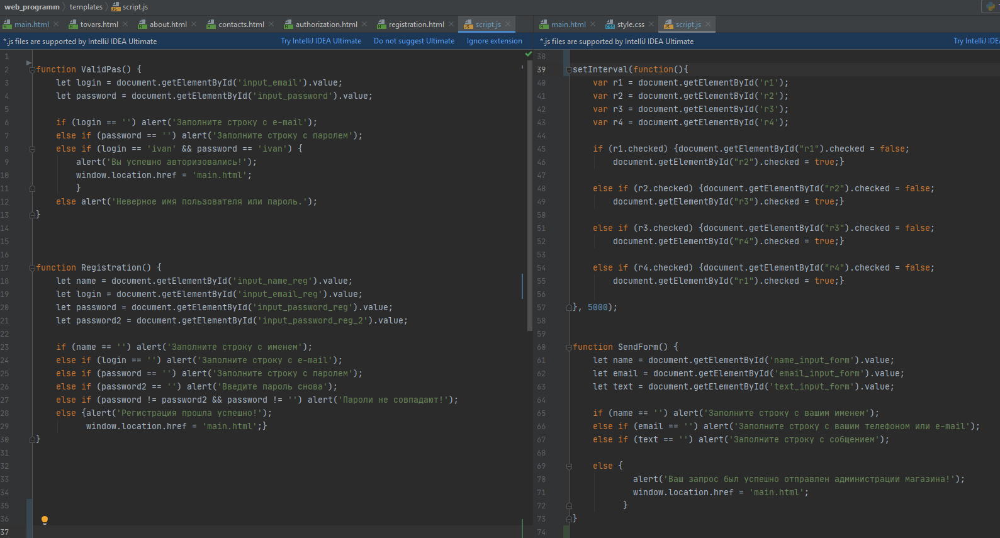 web_programm templates script.js
main.html tovars.html about.html contacts.html authorization.html registration.html script.js
*.js files are supported by IntelliJ IDEA Ultimate Try IntelliJ IDEA Ultimate Do not suggest Ultimate Ignore extension
1
2 function ValidPas() {
3 let login = document.getElementById('input_email').value;
4 let password = document.getElementById('input_password').value;
5
6 if (login == '') alert('Заполните строку с e-mail');
7 else if (password == '') alert('Заполните строку с паролем');
8 else if (login == 'ivan' && password == 'ivan') {
9 alert('Вы успешно авторизовались!');
10 window.location.href = 'main.html';
11 }
12 else alert('Неверное имя пользователя или пароль.');
13 }
14
15
16
17 function Registration() {
18 let name = document.getElementById('input_name_reg').value;
19 let login = document.getElementById('input_email_reg').value;
20 let password = document.getElementById('input_password_reg').value;
21 let password2 = document.getElementById('input_password_reg_2').value;
22
23 if (name == '') alert('Заполните строку с именем');
24 else if (login == '') alert('Заполните строку с e-mail');
25 else if (password == '') alert('Заполните строку с паролем');
26 else if (password2 == '') alert('Введите пароль снова');
27 else if (password != password2 && password != '') alert('Пароли не совпадают!');
28 else {alert('Регистрация прошла успешно!');
29 window.location.href = 'main.html';}
30 }
31
32
33
34
35
36
37
main.html style.css script.js
*.js files are supported by IntelliJ IDEA Ultimate Try IntelliJ IDE
38
39 setInterval(function(){
40 var r1 = document.getElementById('r1');
41 var r2 = document.getElementById('r2');
42 var r3 = document.getElementById('r3');
43 var r4 = document.getElementById('r4');
44
45 if (r1.checked) {document.getElementById("r1").checked = false;
46 document.getElementById("r2").checked = true;}
47
48 else if (r2.checked) {document.getElementById("r2").checked = false;
49 document.getElementById("r3").checked = true;}
50
51 else if (r3.checked) {document.getElementById("r3").checked = false;
52 document.getElementById("r4").checked = true;}
53
54 else if (r4.checked) {document.getElementById("r4").checked = false;
55 document.getElementById("r1").checked = true;}
56
57 }, 5000);
58
59
60 function SendForm() {
61 let name = document.getElementById('name_input_form').value;
62 let email = document.getElementById('email_input_form').value;
63 let text = document.getElementById('text_input_form').value;
64
65 if (name == '') alert('Заполните строку с вашим именем');
66 else if (email == '') alert('Заполните строку с вашим телефоном или e-mail');
67 else if (text == '') alert('Заполните строку с собщением');
68
69 else {
70 alert('Ваш запрос был успешно отправлен администрации магазина!');
71 window.location.href = 'main.html';
72 }
73 }
74